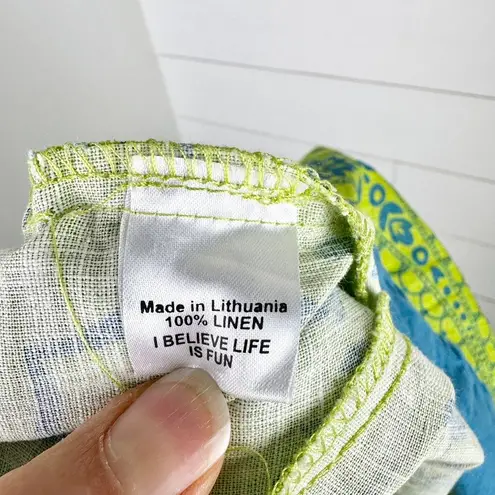 Made in Lithuania
100% LINEN
I BELIEVE LIFE
IS FUN